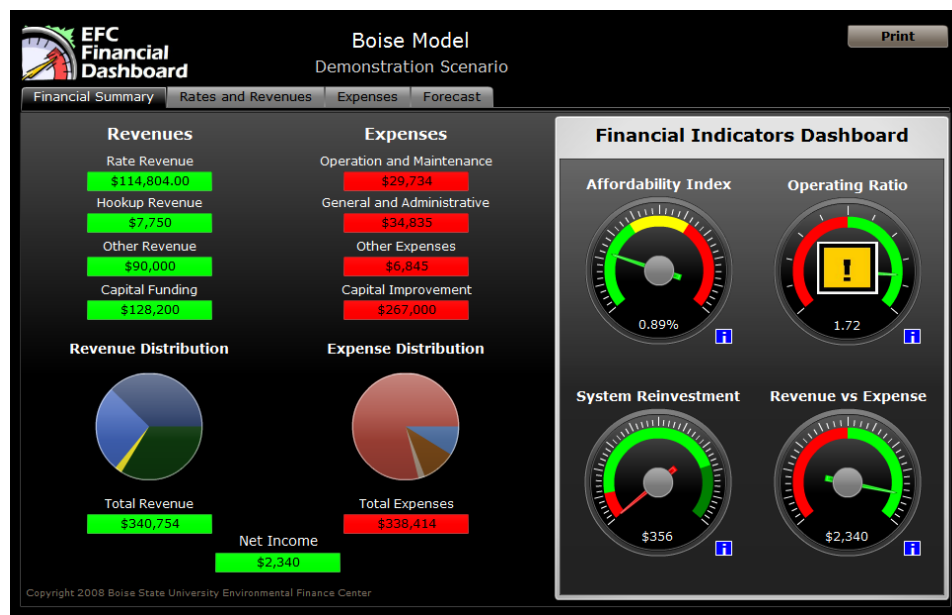 EFC
Financial
Dashboard
Boise Model
Demonstration Scenario
Print
Financial Summary
Rates and Revenues
Expenses
Forecast
Revenues
Rate Revenue
$114,804.00
Hookup Revenue
$7,750
Other Revenue
$90,000
Capital Funding
$128,200
Expenses
Operation and Maintenance
$29,734
General and Administrative
$34,835
Other Expenses
$6,845
Capital Improvement
$267,000
Revenue Distribution
Expense Distribution
Total Revenue
$340,754
Total Expenses
$338,414
Net Income
$2,340
Copyright 2008 Boise State University Environmental Finance Center
Financial Indicators Dashboard
Affordability Index
0.89%
i
Operating Ratio
!
1.72
i
System Reinvestment
$356
i
Revenue vs Expense
$2,340
i